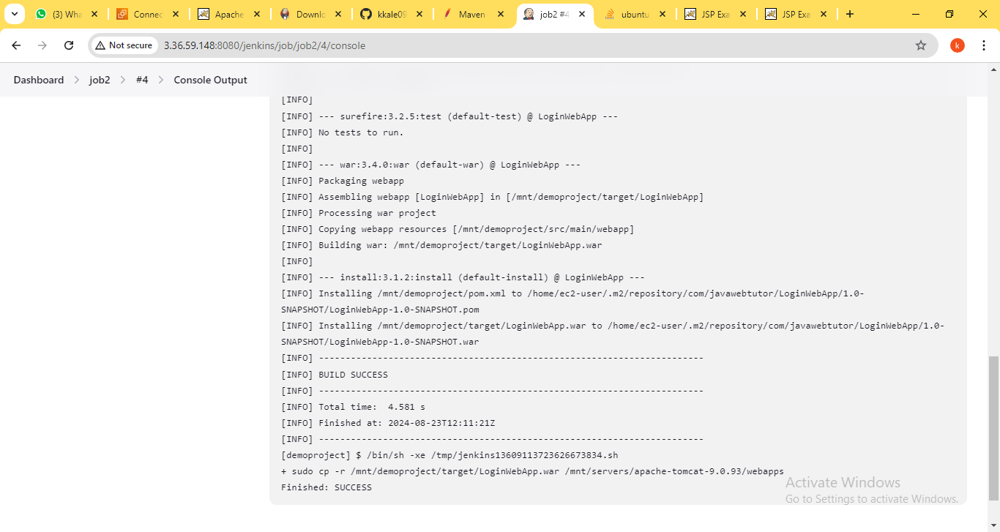 (3) Wha
Connec
Apache
Downlo
kkale09
Maven
job2 #4
ubuntu
JSP Exa
JSP Exa
Not secure
3.36.59.148:8080/jenkins/job/job2/4/console
k
Dashboard > job2 > #4 > Console Output
[INFO]
[INFO] --- surefire:3.2.5:test (default-test) @ LoginWebApp ---
[INFO] No tests to run.
[INFO]
[INFO] --- war:3.4.0:war (default-war) @ LoginWebApp ---
[INFO] Packaging webapp
[INFO] Assembling webapp [LoginWebApp] in [/mnt/demoproject/target/LoginWebApp]
[INFO] Processing war project
[INFO] Copying webapp resources [/mnt/demoproject/src/main/webapp]
[INFO] Building war: /mnt/demoproject/target/LoginWebApp.war
[INFO]
[INFO] --- install:3.1.2:install (default-install) @ LoginWebApp ---
[INFO] Installing /mnt/demoproject/pom.xml to /home/ec2-user/.m2/repository/com/javawebtutor/LoginWebApp/1.0-
SNAPSHOT/LoginWebApp-1.0-SNAPSHOT.pom
[INFO] Installing /mnt/demoproject/target/LoginWebApp.war to /home/ec2-user/.m2/repository/com/javawebtutor/LoginWebApp/1.0-
SNAPSHOT/LoginWebApp-1.0-SNAPSHOT.war
[INFO] ------------------------------------------------------------------------
[INFO] BUILD SUCCESS
[INFO] ------------------------------------------------------------------------
[INFO] Total time:  4.581 s
[INFO] Finished at: 2024-08-23T12:11:21Z
[INFO] ------------------------------------------------------------------------
[demoproject] $ /bin/sh -xe /tmp/jenkins13609113723626673834.sh
+ sudo cp -r /mnt/demoproject/target/LoginWebApp.war /mnt/servers/apache-tomcat-9.0.93/webapps
Finished: SUCCESS
Activate Windows
Go to Settings to activate Windows.